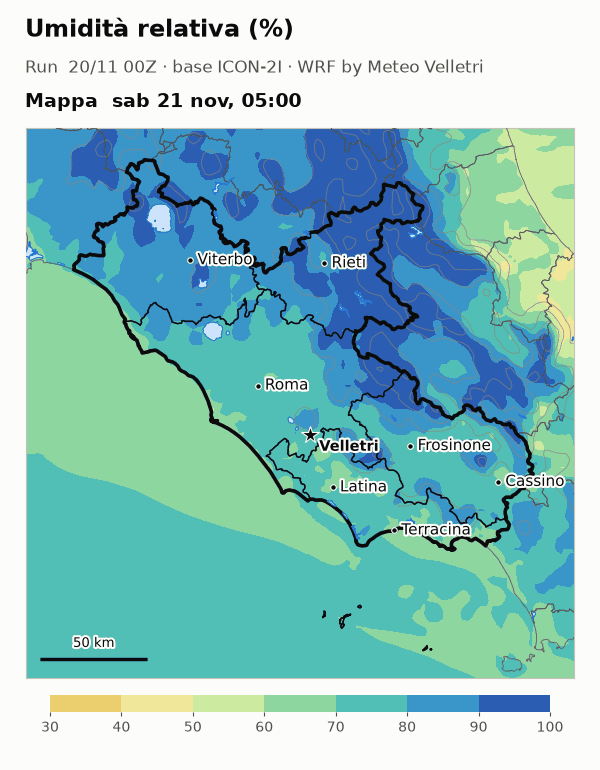 Umidità relativa (%)
Run  20/11 00Z · base ICON-2I · WRF by Meteo Velletri
Mappa  sab 21 nov, 05:00
Viterbo
Rieti
Roma
Velletri
Frosinone
Cassino
Latina
Terracina
50 km
30 40 50 60 70 80 90 100